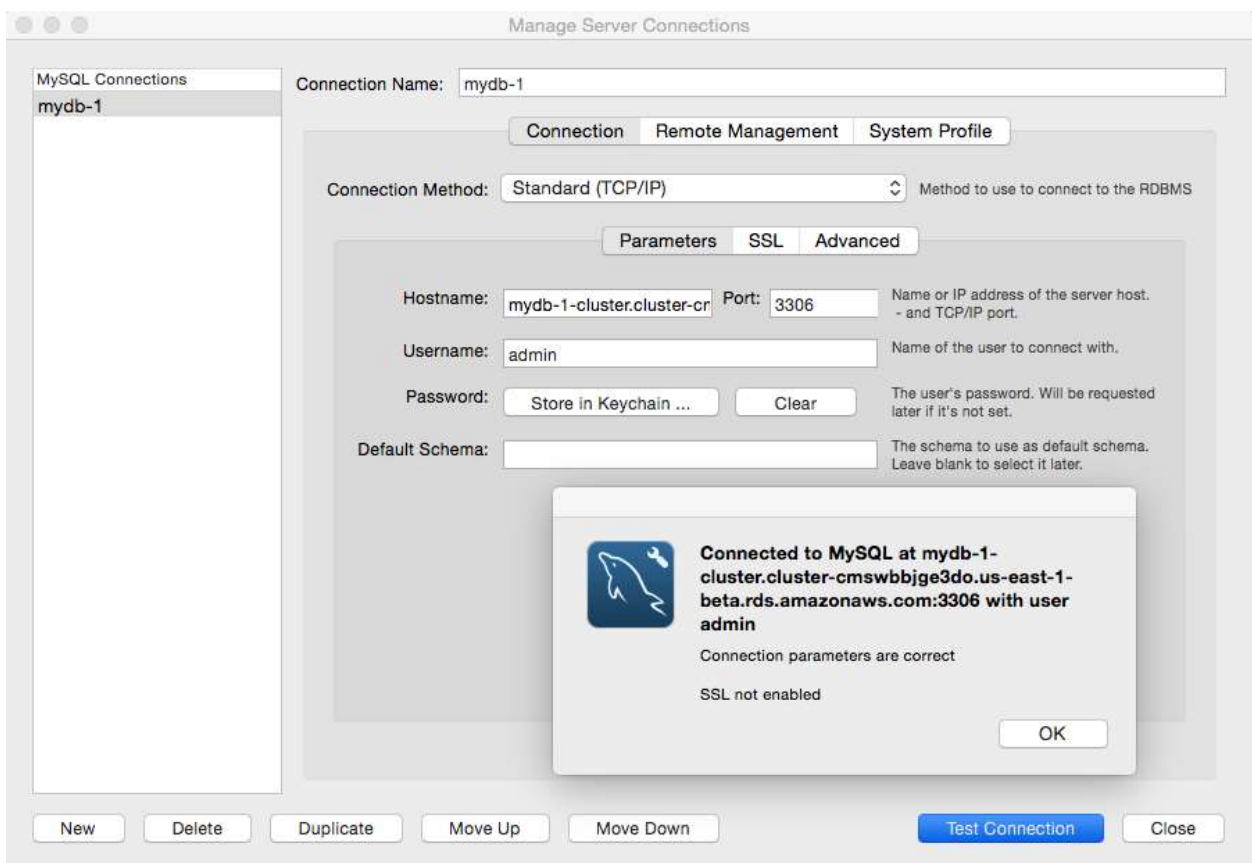 Manage Server Connections
MySQL Connections
mydb-1
Connection Name: mydb-1
Connection Remote Management System Profile
Connection Method: Standard (TCP/IP) Method to use to connect to the RDBMS
Parameters SSL Advanced
Hostname: mydb-1-cluster.cluster-cr Port: 3306 Name or IP address of the server host.
- and TCP/IP port.
Username: admin Name of the user to connect with.
Password: Store in Keychain ... Clear The user's password. Will be requested
later if it's not set.
Default Schema: The schema to use as default schema.
Leave blank to select it later.
Connected to MySQL at mydb-1-
cluster.cluster-cmswbbjge3do.us-east-1-
beta.rds.amazonaws.com:3306 with user
admin
Connection parameters are correct
SSL not enabled
OK
New Delete Duplicate Move Up Move Down Test Connection Close